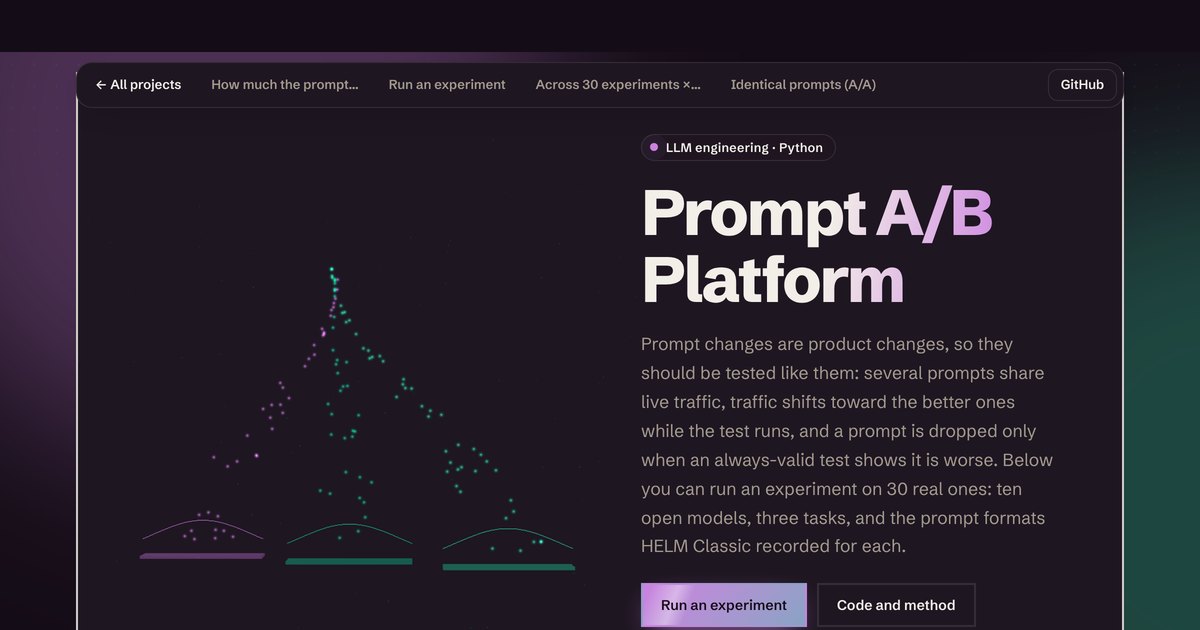 ← All projects
How much the prompt...
Run an experiment
Across 30 experiments ×...
Identical prompts (A/A)
GitHub
LLM engineering · Python
Prompt A/B
Platform
Prompt changes are product changes, so they
should be tested like them: several prompts share
live traffic, traffic shifts toward the better ones
while the test runs, and a prompt is dropped only
when an always-valid test shows it is worse. Below
you can run an experiment on 30 real ones: ten
open models, three tasks, and the prompt formats
HELM Classic recorded for each.
Run an experiment
Code and method